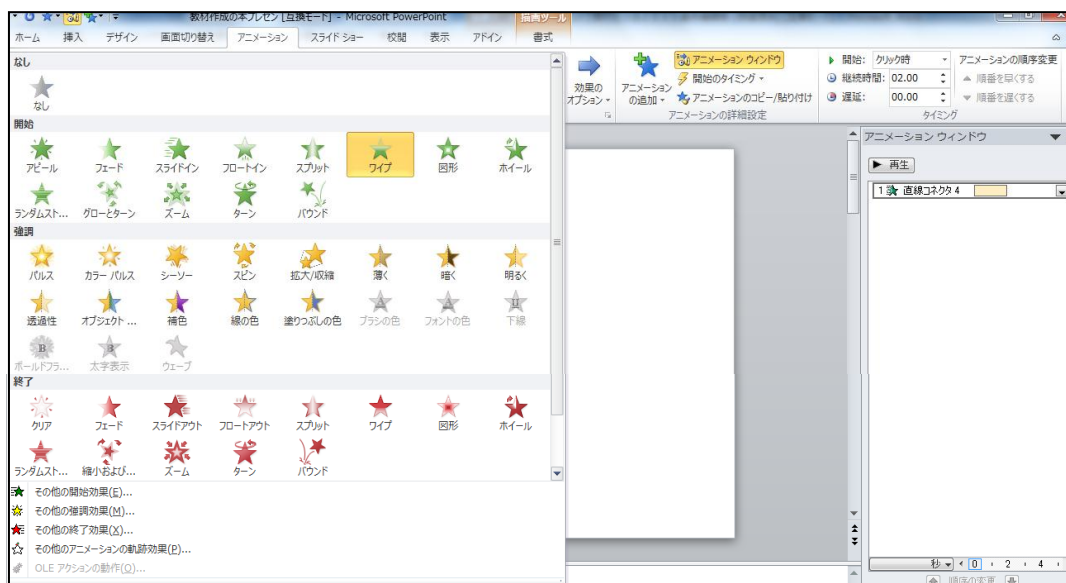 教材作成の本プレゼン [互換モード] - Microsoft PowerPoint
描画ツール
ホーム 挿入 デザイン 画面切り替え アニメーション スライド ショー 校閲 表示 アドイン 書式
なし
なし
開始
アピール フェード スライドイン フロートイン スプリット ワイプ 図形 ホイール
ランダムスト... グローとターン ズーム ターン バウンド
強調
パルス カラー パルス シーソー スピン 拡大/収縮 薄く 暗く 明るく
透過性 オブジェクト ... 補色 線の色 塗りつぶしの色 ブラシの色 フォントの色 下線
ボールドフラ... 太字表示 ウェーブ
終了
クリア フェード スライドアウト フロートアウト スプリット ワイプ 図形 ホイール
ランダムスト... 縮小および... ズーム ターン バウンド
その他の開始効果(E)...
その他の強調効果(M)...
その他の終了効果(X)...
その他のアニメーションの軌跡効果(P)...
OLE アクションの動作(O)...
効果の
オプション
アニメーション
の追加
アニメーション ウィンドウ
開始のタイミング
アニメーションのコピー/貼り付け
アニメーションの詳細設定
開始: クリック時
継続時間: 02.00
遅延: 00.00
アニメーションの順序変更
順番を早くする
順番を遅くする
タイミング
アニメーション ウィンドウ
再生
1 直線コネクタ 4
秒 0 2 4
順序の変更